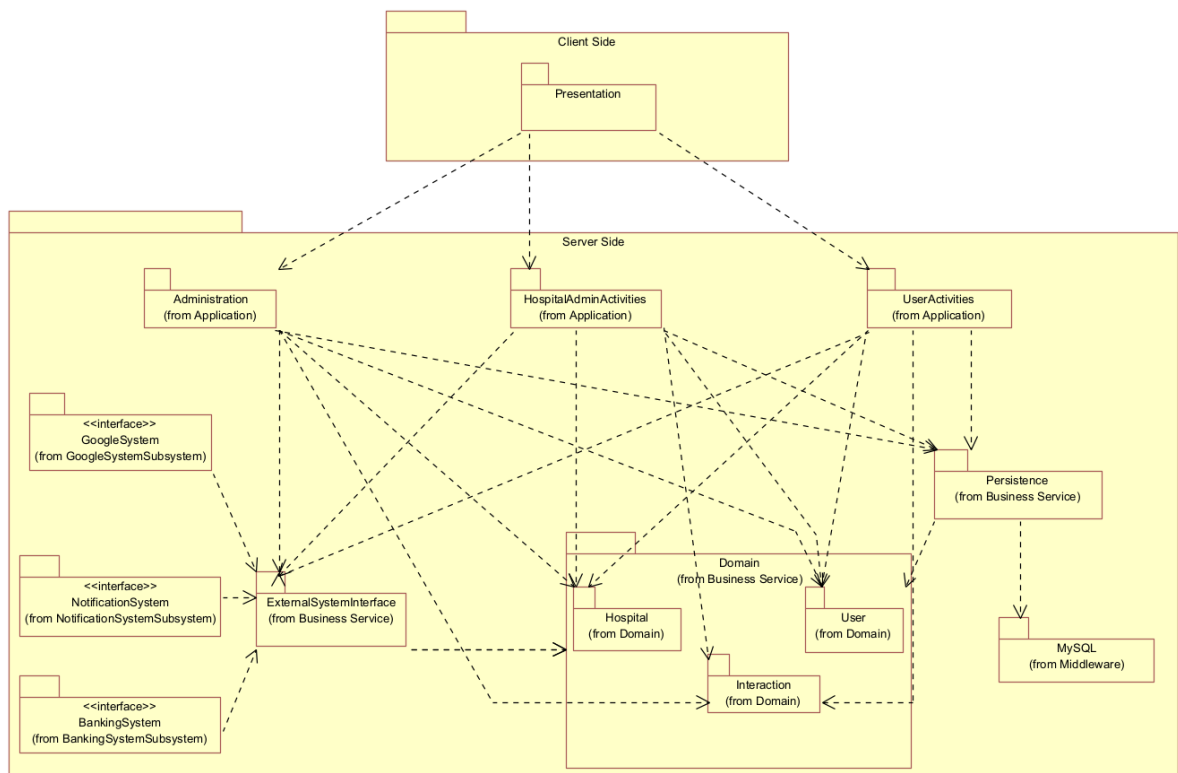 Client Side
Presentation
Server Side
Administration
(from Application)
HospitalAdminActivities
(from Application)
UserActivities
(from Application)
<<interface>>
GoogleSystem
(from GoogleSystemSubsystem)
Persistence
(from Business Service)
<<interface>>
NotificationSystem
(from NotificationSystemSubsystem)
ExternalSystemInterface
(from Business Service)
Domain
(from Business Service)
Hospital
(from Domain)
User
(from Domain)
Interaction
(from Domain)
MySQL
(from Middleware)
<<interface>>
BankingSystem
(from BankingSystemSubsystem)